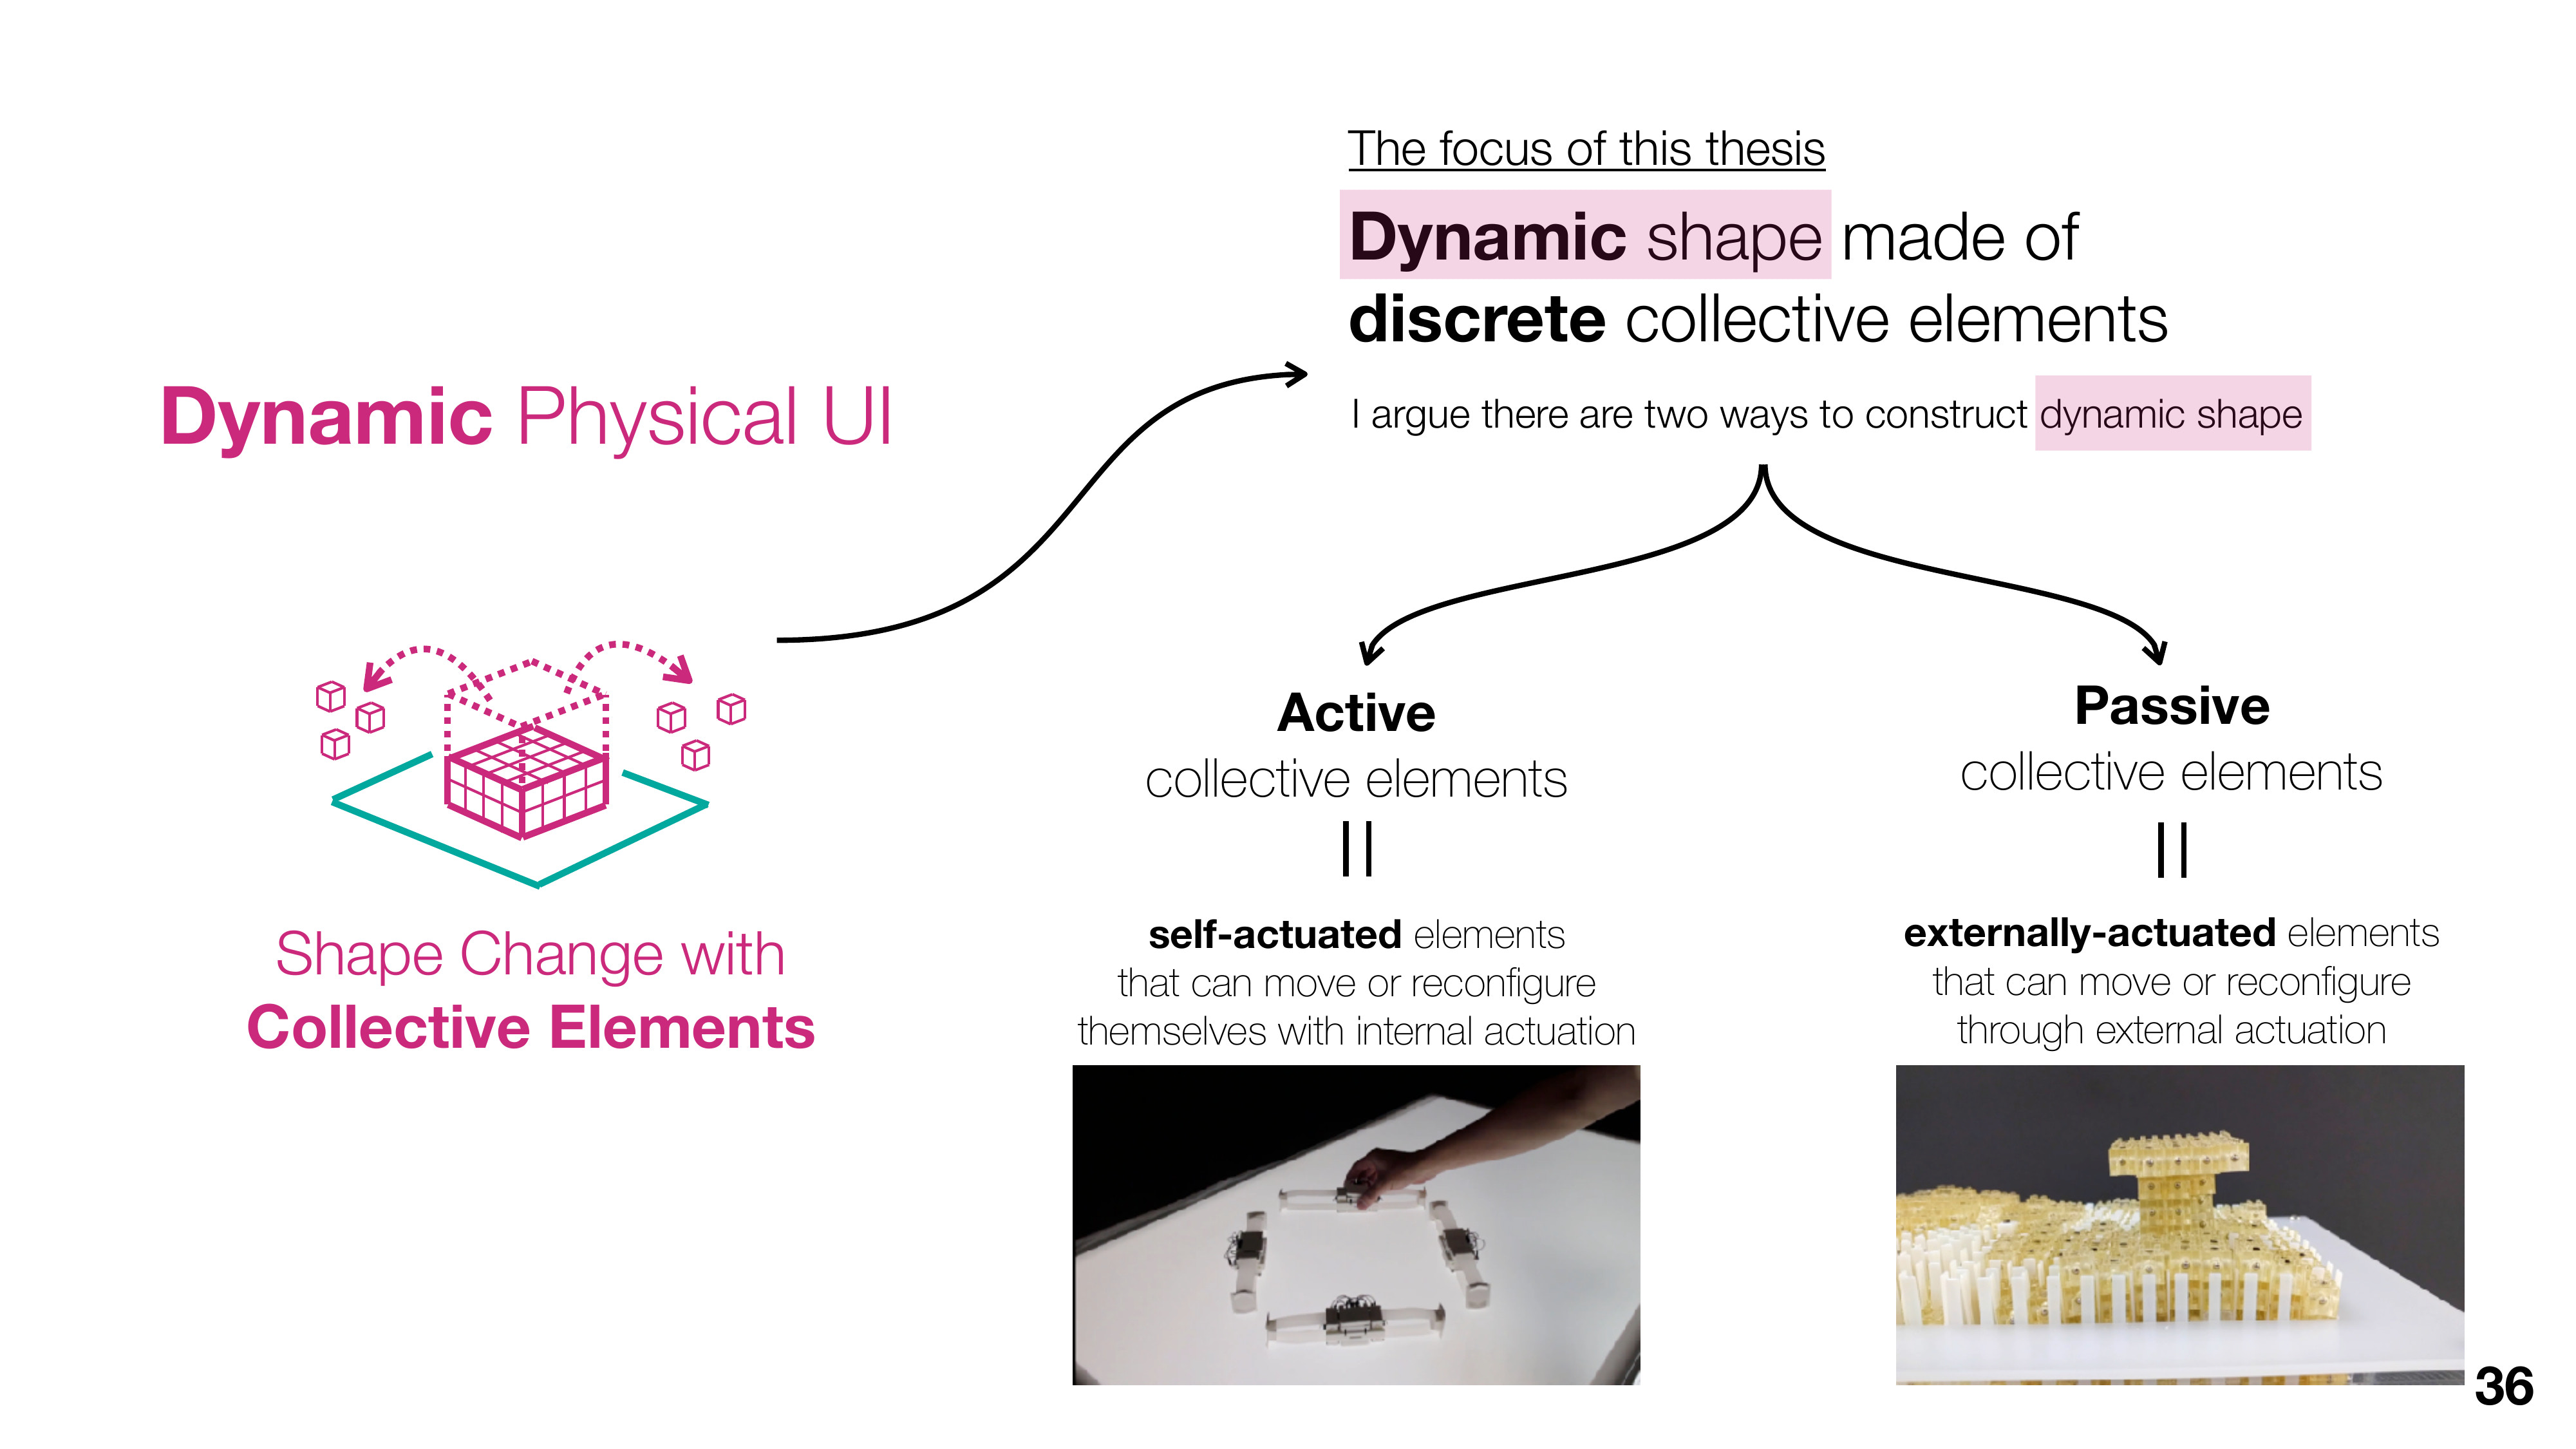 The focus of this thesis
Dynamic shape made of
discrete collective elements
I argue there are two ways to construct dynamic shape
Dynamic Physical UI
Shape Change with
Collective Elements
Active
collective elements
self-actuated elements
that can move or reconfigure
themselves with internal actuation
Passive
collective elements
externally-actuated elements
that can move or reconfigure
through external actuation
36